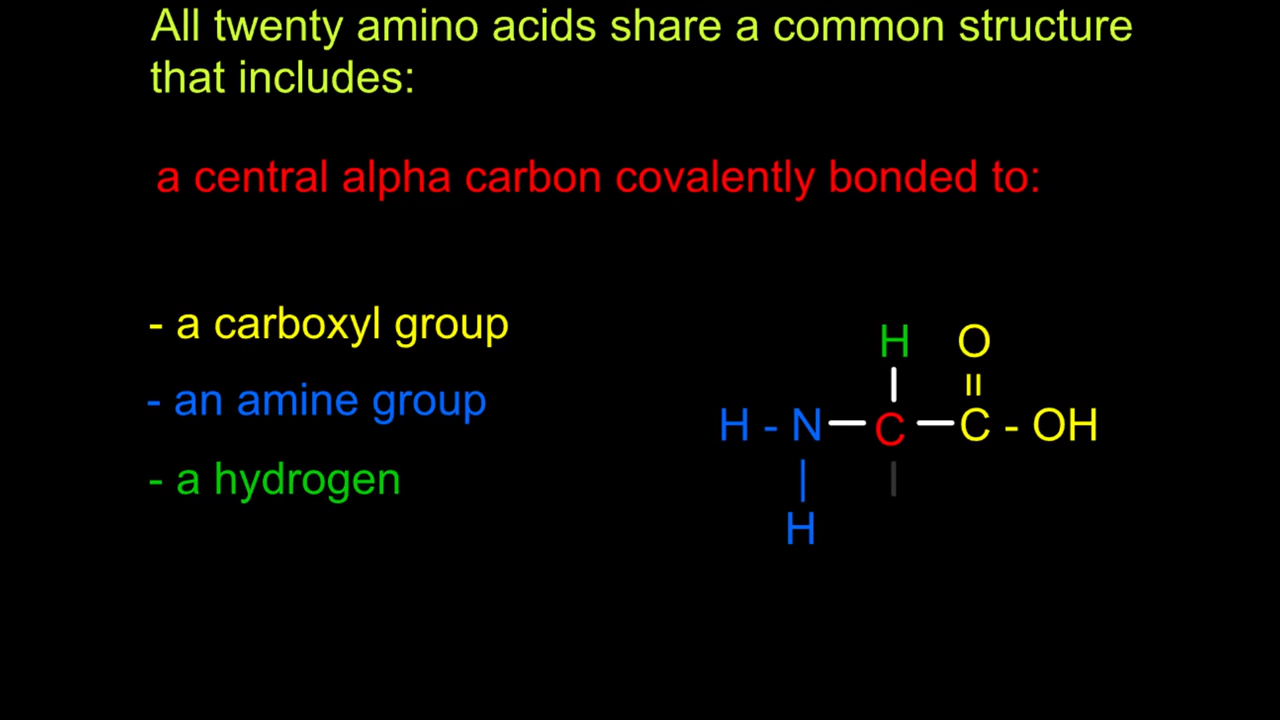 All twenty amino acids share a common structure
that includes:
a central alpha carbon covalently bonded to:
- a carboxyl group
- an amine group
- a hydrogen
H O
H - N — C — C - OH
H